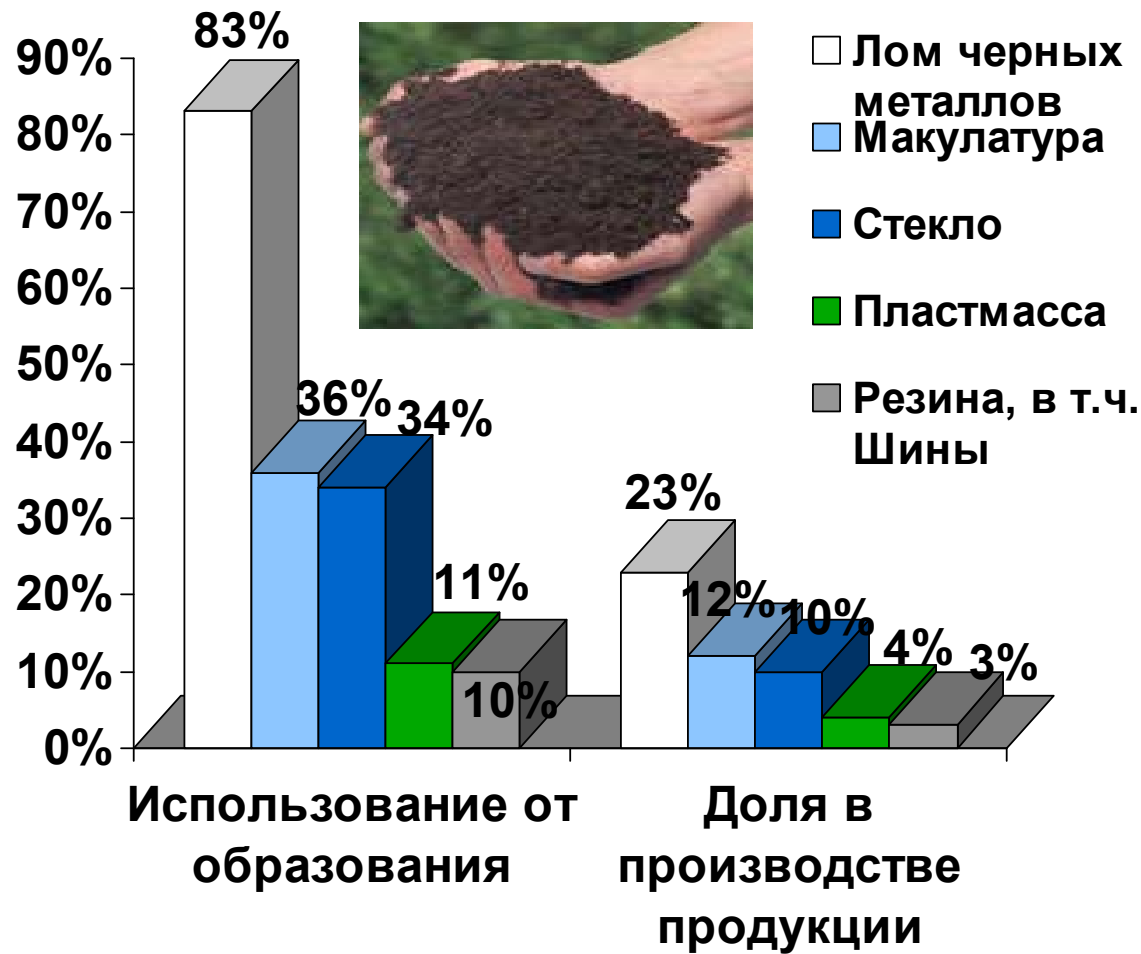 83%
90%
80%
70%
60%
50%
40%
30%
20%
10%
0%
36%
34%
11%
10%
23%
12%
10%
4%
3%
Использование от
образования
Доля в
производстве
продукции
Лом черных
металлов
Макулатура
Стекло
Пластмасса
Резина, в т.ч.
Шины